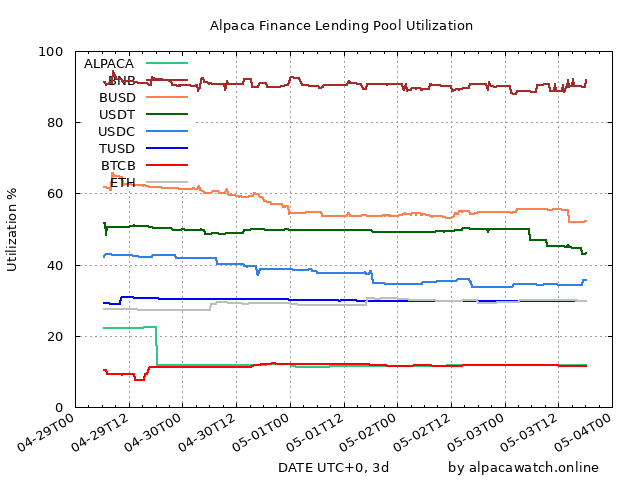 Alpaca Finance Lending Pool Utilization
100
80
60
40
20
0
Utilization %
ALPACA
BNB
BUSD
USDT
USDC
TUSD
BTCB
ETH
04-29T00
04-29T12
04-30T00
04-30T12
05-01T00
05-01T12
05-02T00
05-02T12
05-03T00
05-03T12
05-04T00
DATE UTC+0, 3d
by alpacawatch.online